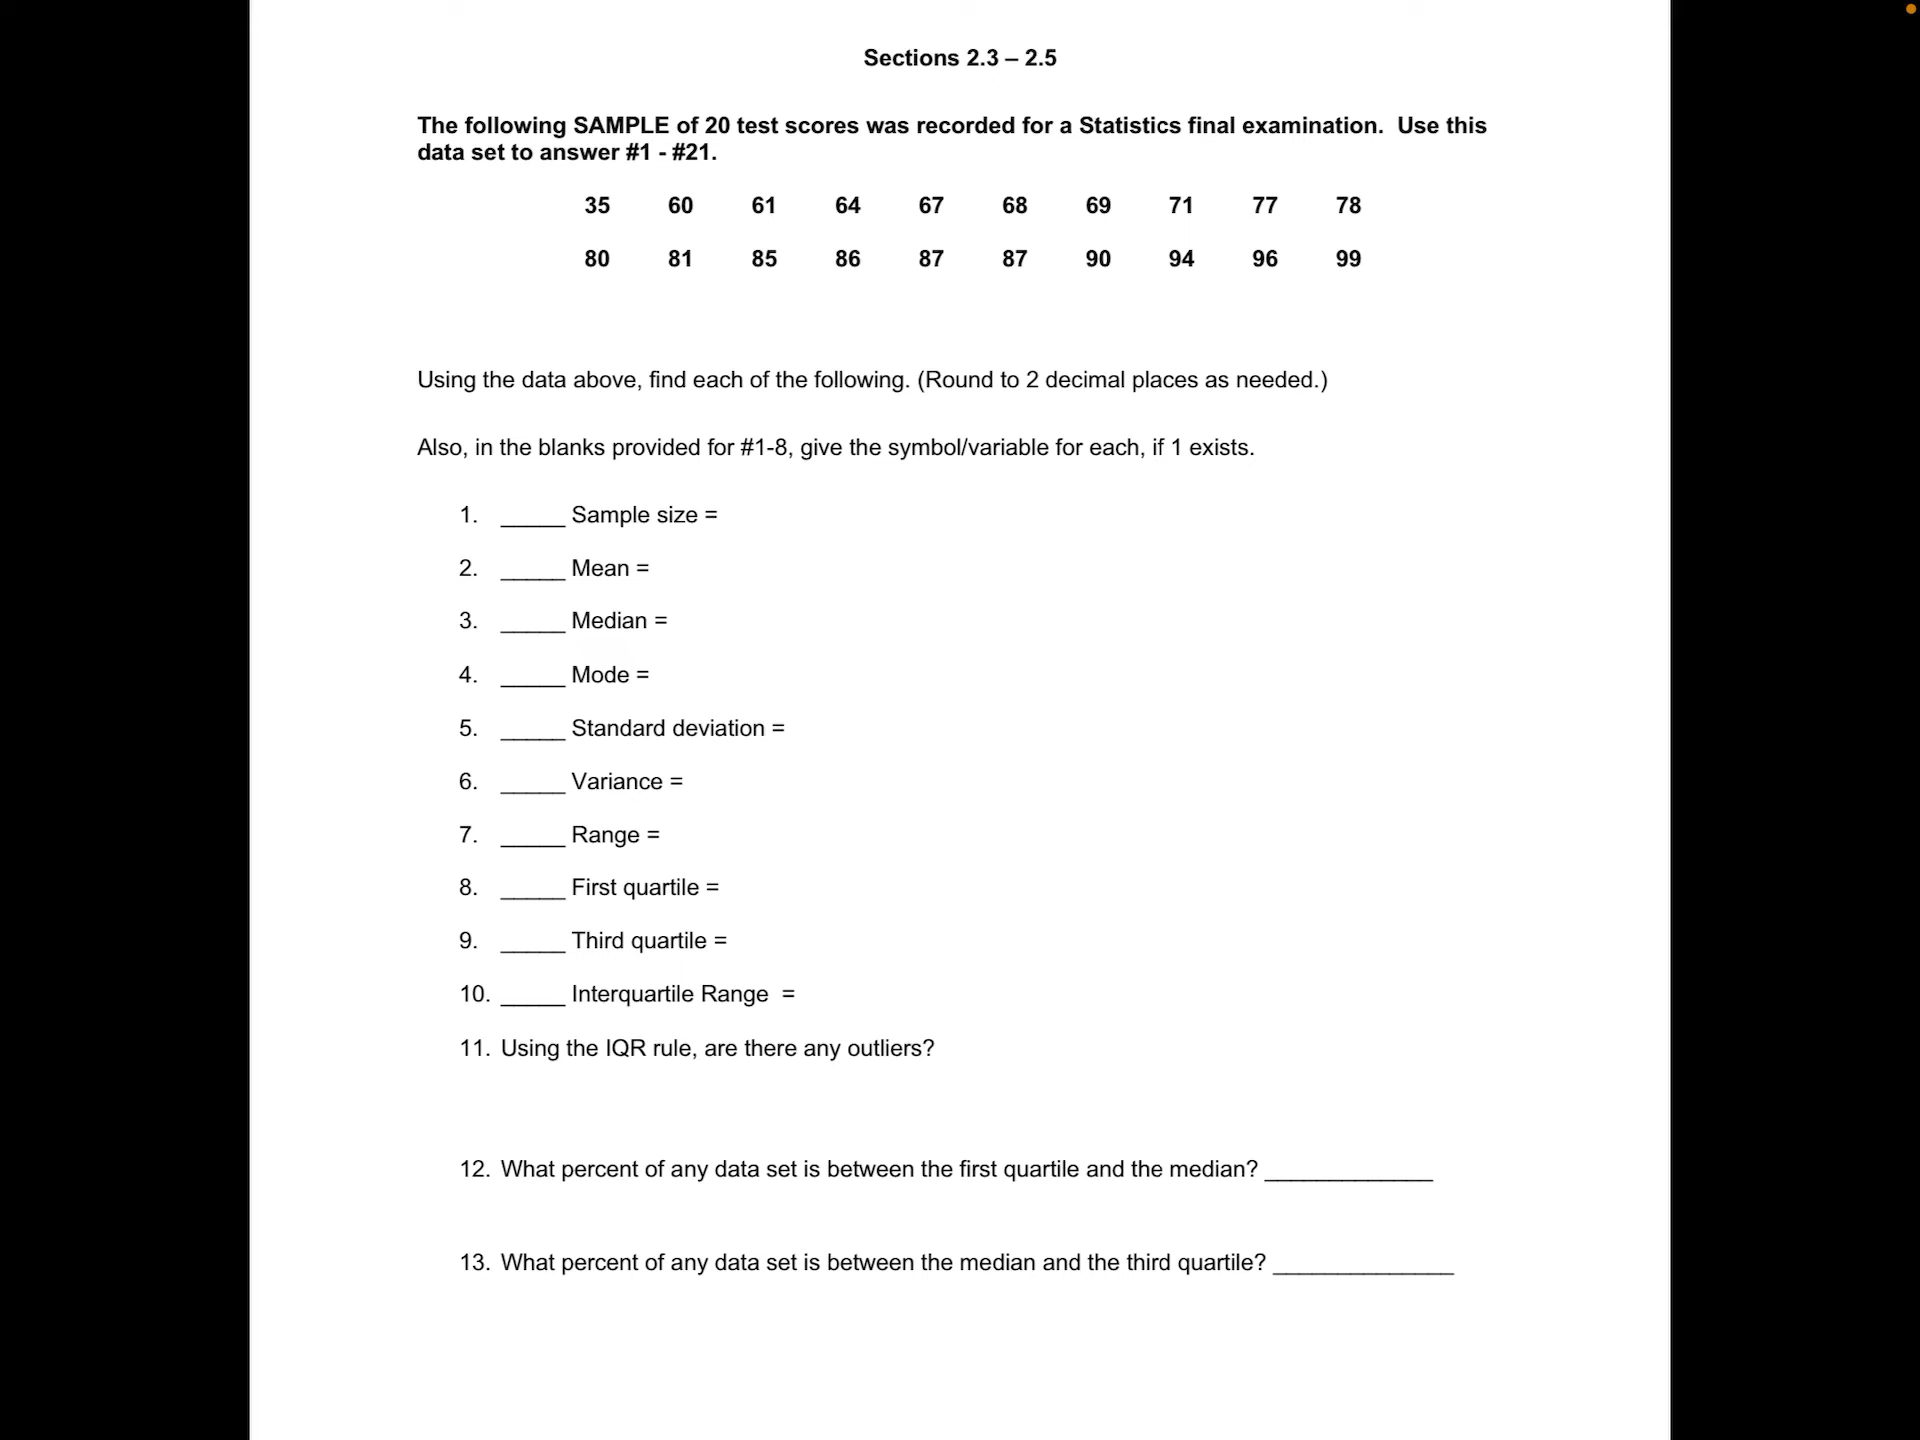 Sections 2.3 – 2.5
The following SAMPLE of 20 test scores was recorded for a Statistics final examination.  Use this
data set to answer #1 - #21.
35 60 61 64 67 68 69 71 77 78
80 81 85 86 87 87 90 94 96 99
Using the data above, find each of the following. (Round to 2 decimal places as needed.)
Also, in the blanks provided for #1-8, give the symbol/variable for each, if 1 exists.
1. _____ Sample size =
2. _____ Mean =
3. _____ Median =
4. _____ Mode =
5. _____ Standard deviation =
6. _____ Variance =
7. _____ Range =
8. _____ First quartile =
9. _____ Third quartile =
10. _____ Interquartile Range  =
11. Using the IQR rule, are there any outliers?
12. What percent of any data set is between the first quartile and the median? _____________
13. What percent of any data set is between the median and the third quartile? ______________